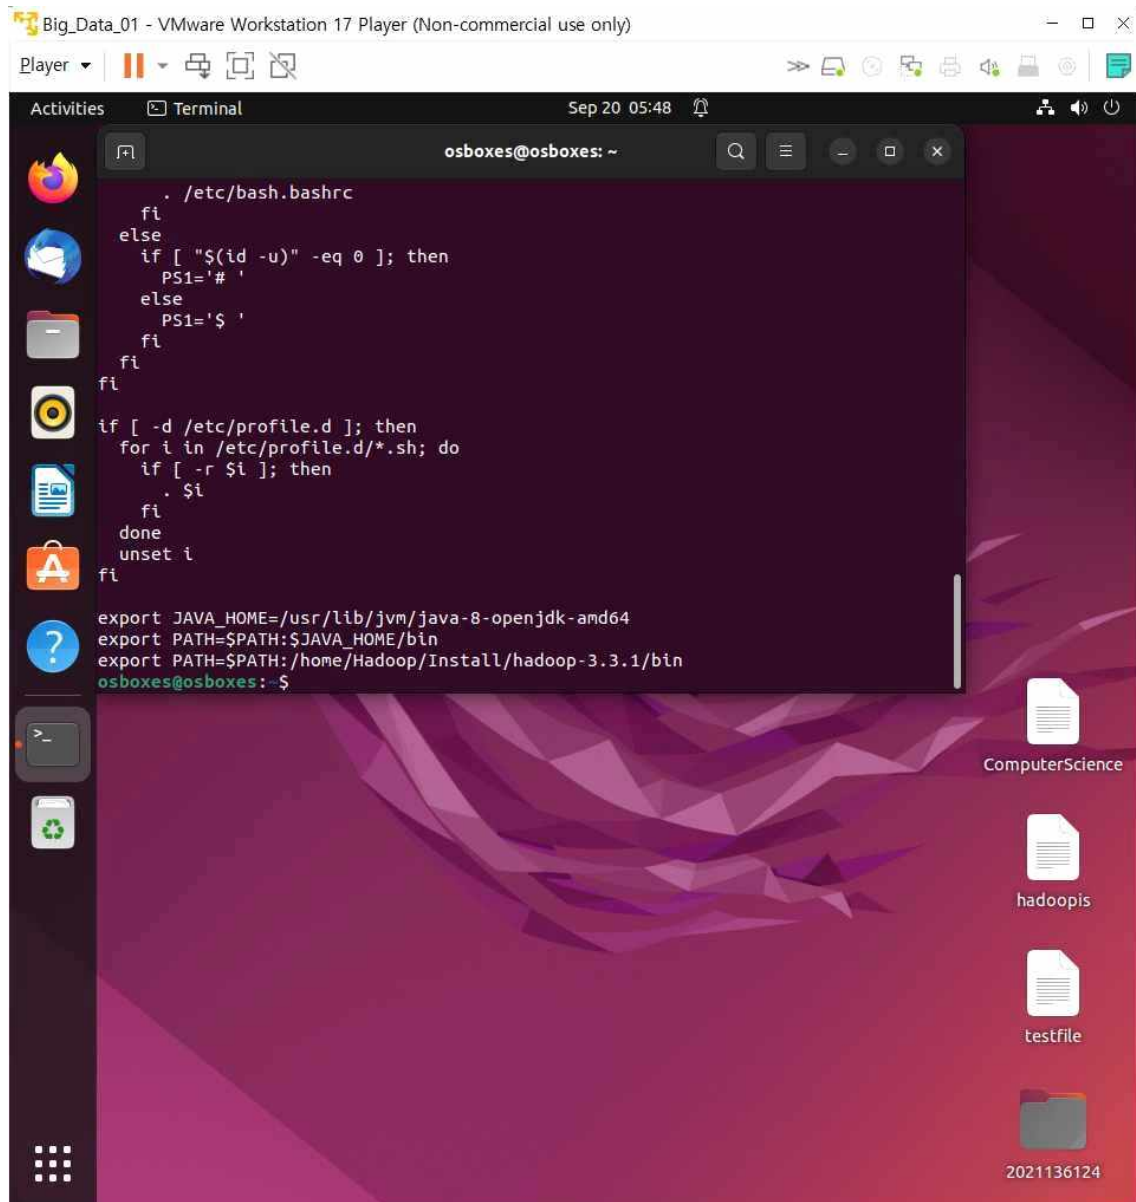 Big_Data_01 - VMware Workstation 17 Player (Non-commercial use only)
Player
Activities Terminal Sep 20 05:48
osboxes@osboxes: ~
. /etc/bash.bashrc
fi
else
if [ "$(id -u)" -eq 0 ]; then
PS1='# '
else
PS1='$ '
fi
fi
fi
if [ -d /etc/profile.d ]; then
for i in /etc/profile.d/*.sh; do
if [ -r $i ]; then
. $i
fi
done
unset i
fi
export JAVA_HOME=/usr/lib/jvm/java-8-openjdk-amd64
export PATH=$PATH:$JAVA_HOME/bin
export PATH=$PATH:/home/Hadoop/Install/hadoop-3.3.1/bin
osboxes@osboxes:~$
ComputerScience
hadoopis
testfile
2021136124